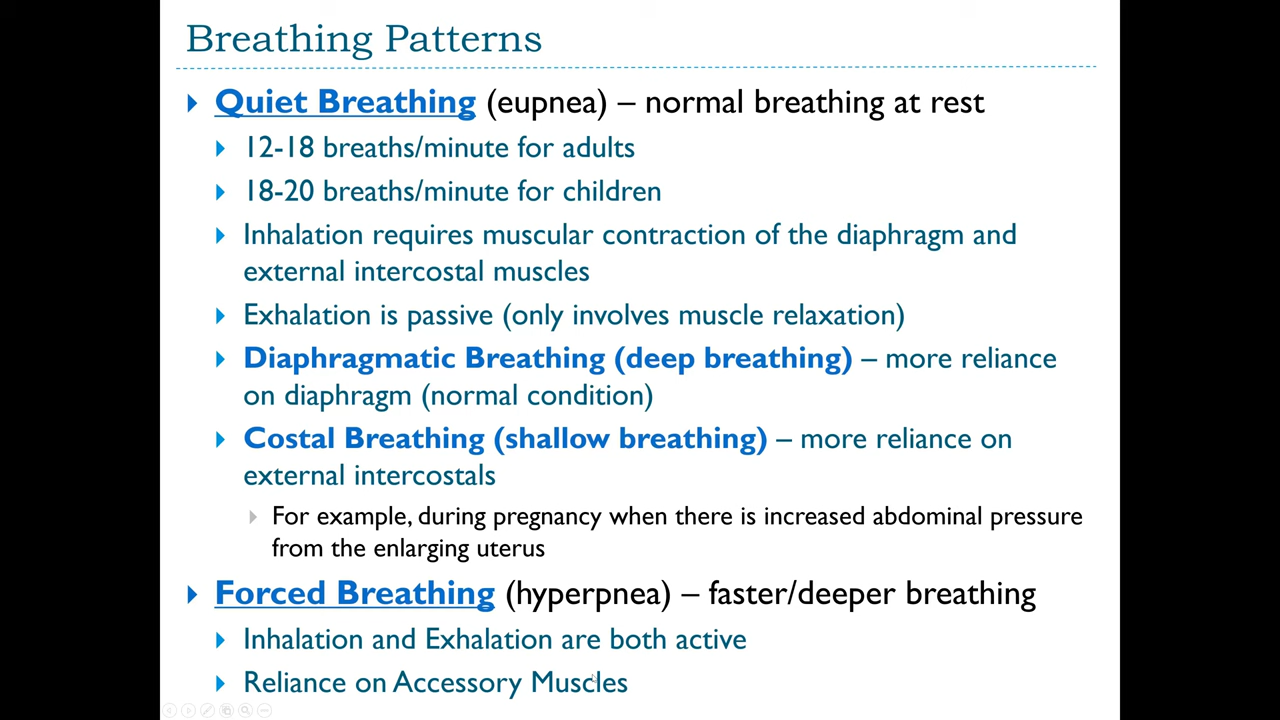 Breathing Patterns
Quiet Breathing (eupnea) – normal breathing at rest
12-18 breaths/minute for adults
18-20 breaths/minute for children
Inhalation requires muscular contraction of the diaphragm and
external intercostal muscles
Exhalation is passive (only involves muscle relaxation)
Diaphragmatic Breathing (deep breathing) – more reliance
on diaphragm (normal condition)
Costal Breathing (shallow breathing) – more reliance on
external intercostals
For example, during pregnancy when there is increased abdominal pressure
from the enlarging uterus
Forced Breathing (hyperpnea) – faster/deeper breathing
Inhalation and Exhalation are both active
Reliance on Accessory Muscles